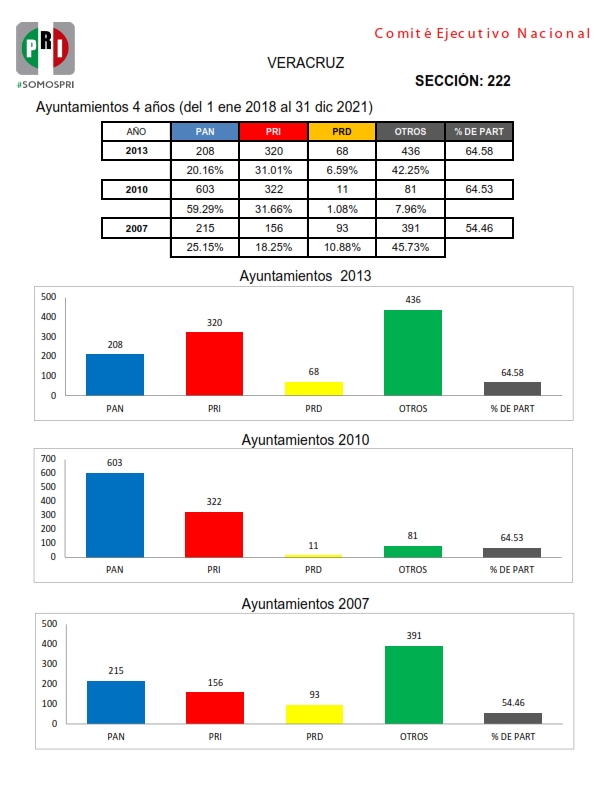 Comité Ejecutivo Nacional
PRI
#SOMOSPRI
VERACRUZ
SECCIÓN: 222
Ayuntamientos 4 años (del 1 ene 2018 al 31 dic 2021)
AÑO PAN PRI PRD OTROS % DE PART
2013 208 320 68 436 64.58
20.16% 31.01% 6.59% 42.25%
2010 603 322 11 81 64.53
59.29% 31.66% 1.08% 7.96%
2007 215 156 93 391 54.46
25.15% 18.25% 10.88% 45.73%
Ayuntamientos 2013
500
400
300
200
100
0
208 320 68 436 64.58
PAN PRI PRD OTROS % DE PART
Ayuntamientos 2010
700
600
500
400
300
200
100
0
603 322 11 81 64.53
PAN PRI PRD OTROS % DE PART
Ayuntamientos 2007
500
400
300
200
100
0
215 156 93 391 54.46
PAN PRI PRD OTROS % DE PART